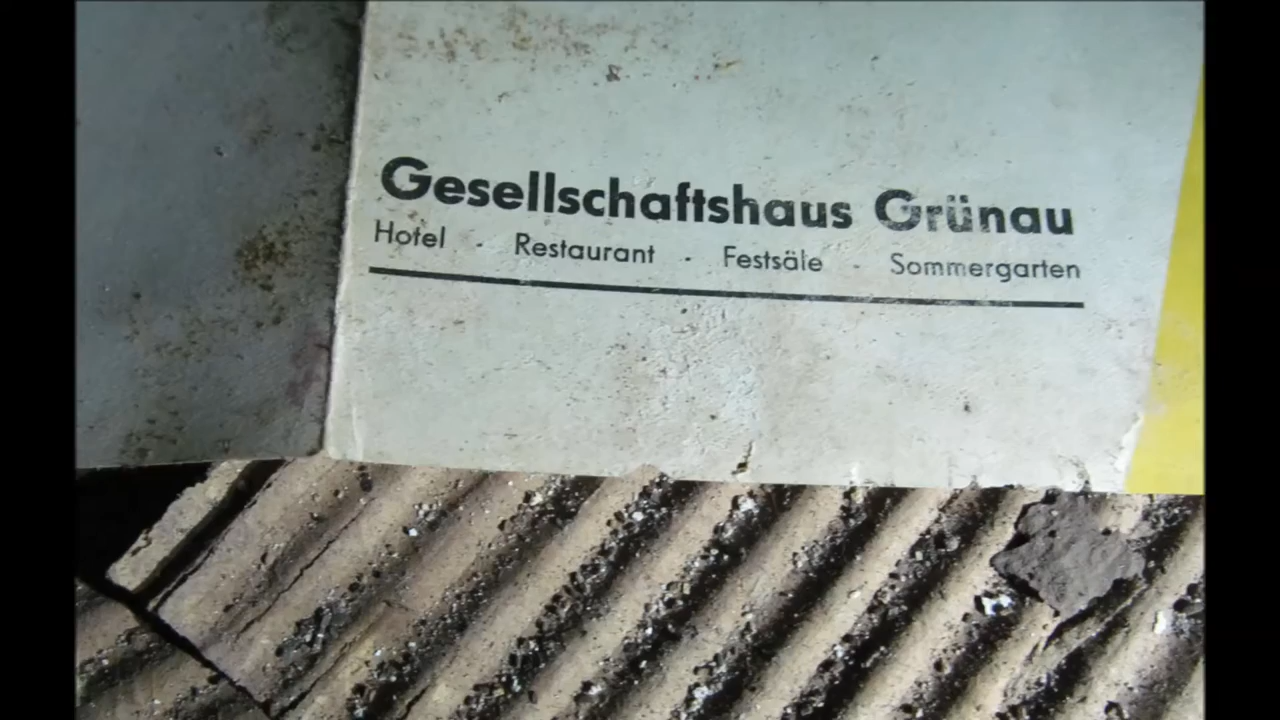 Gesellschaftshaus Grünau
Hotel - Restaurant - Festsäle - Sommergarten